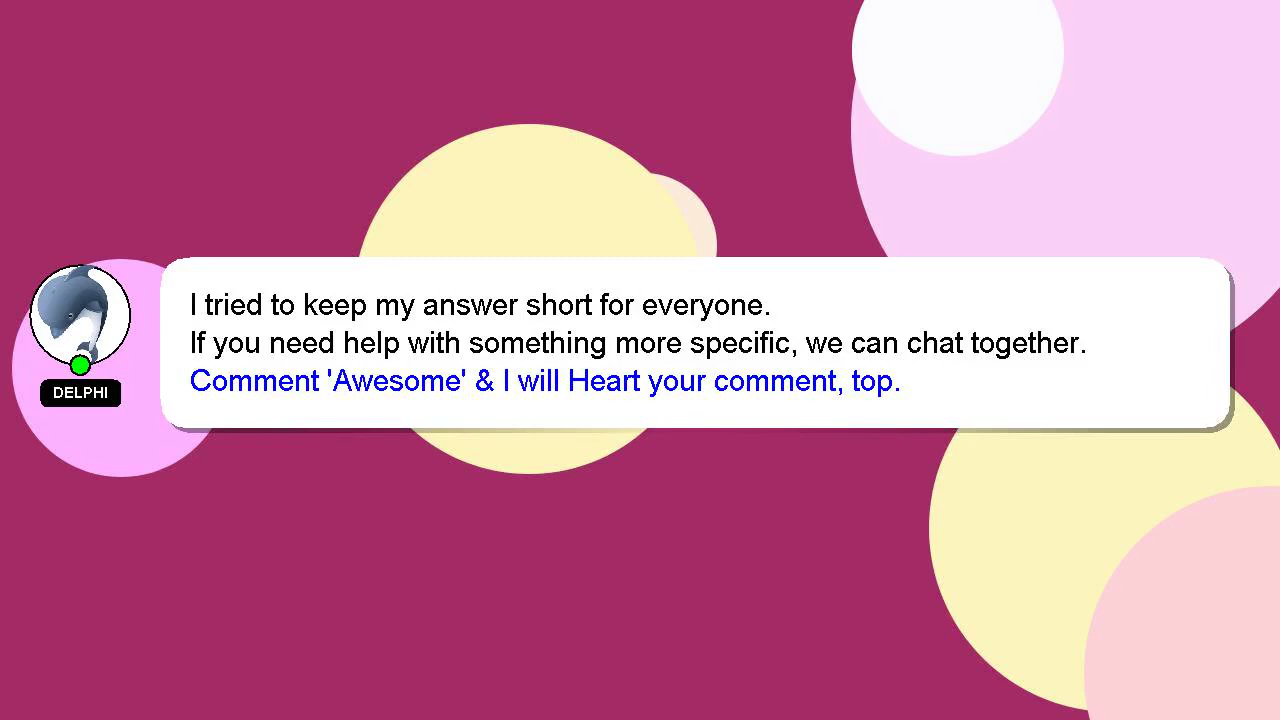 I tried to keep my answer short for everyone.
If you need help with something more specific, we can chat together.
Comment 'Awesome' & I will Heart your comment, top.
DELPHI